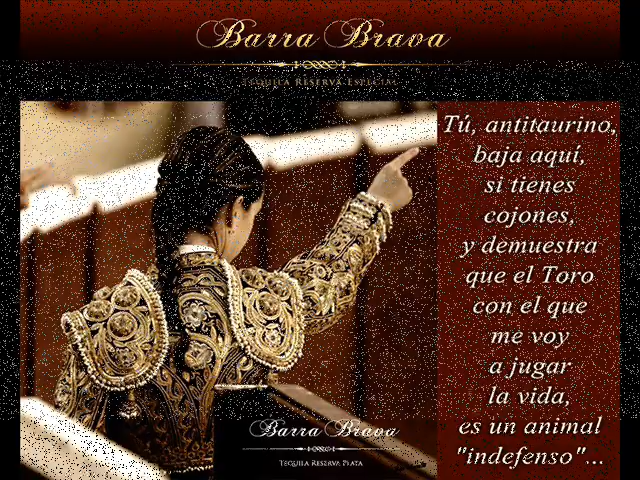 Barra Brava
TEQUILA RESERVA ESPECIAL
Tú, antitaurino,
baja aquí,
si tienes
cojones,
y demuestra
que el Toro
con el que
me voy
a jugar
la vida,
es un animal
"indefenso"...
Barra Brava
TEQUILA RESERVA PLATA